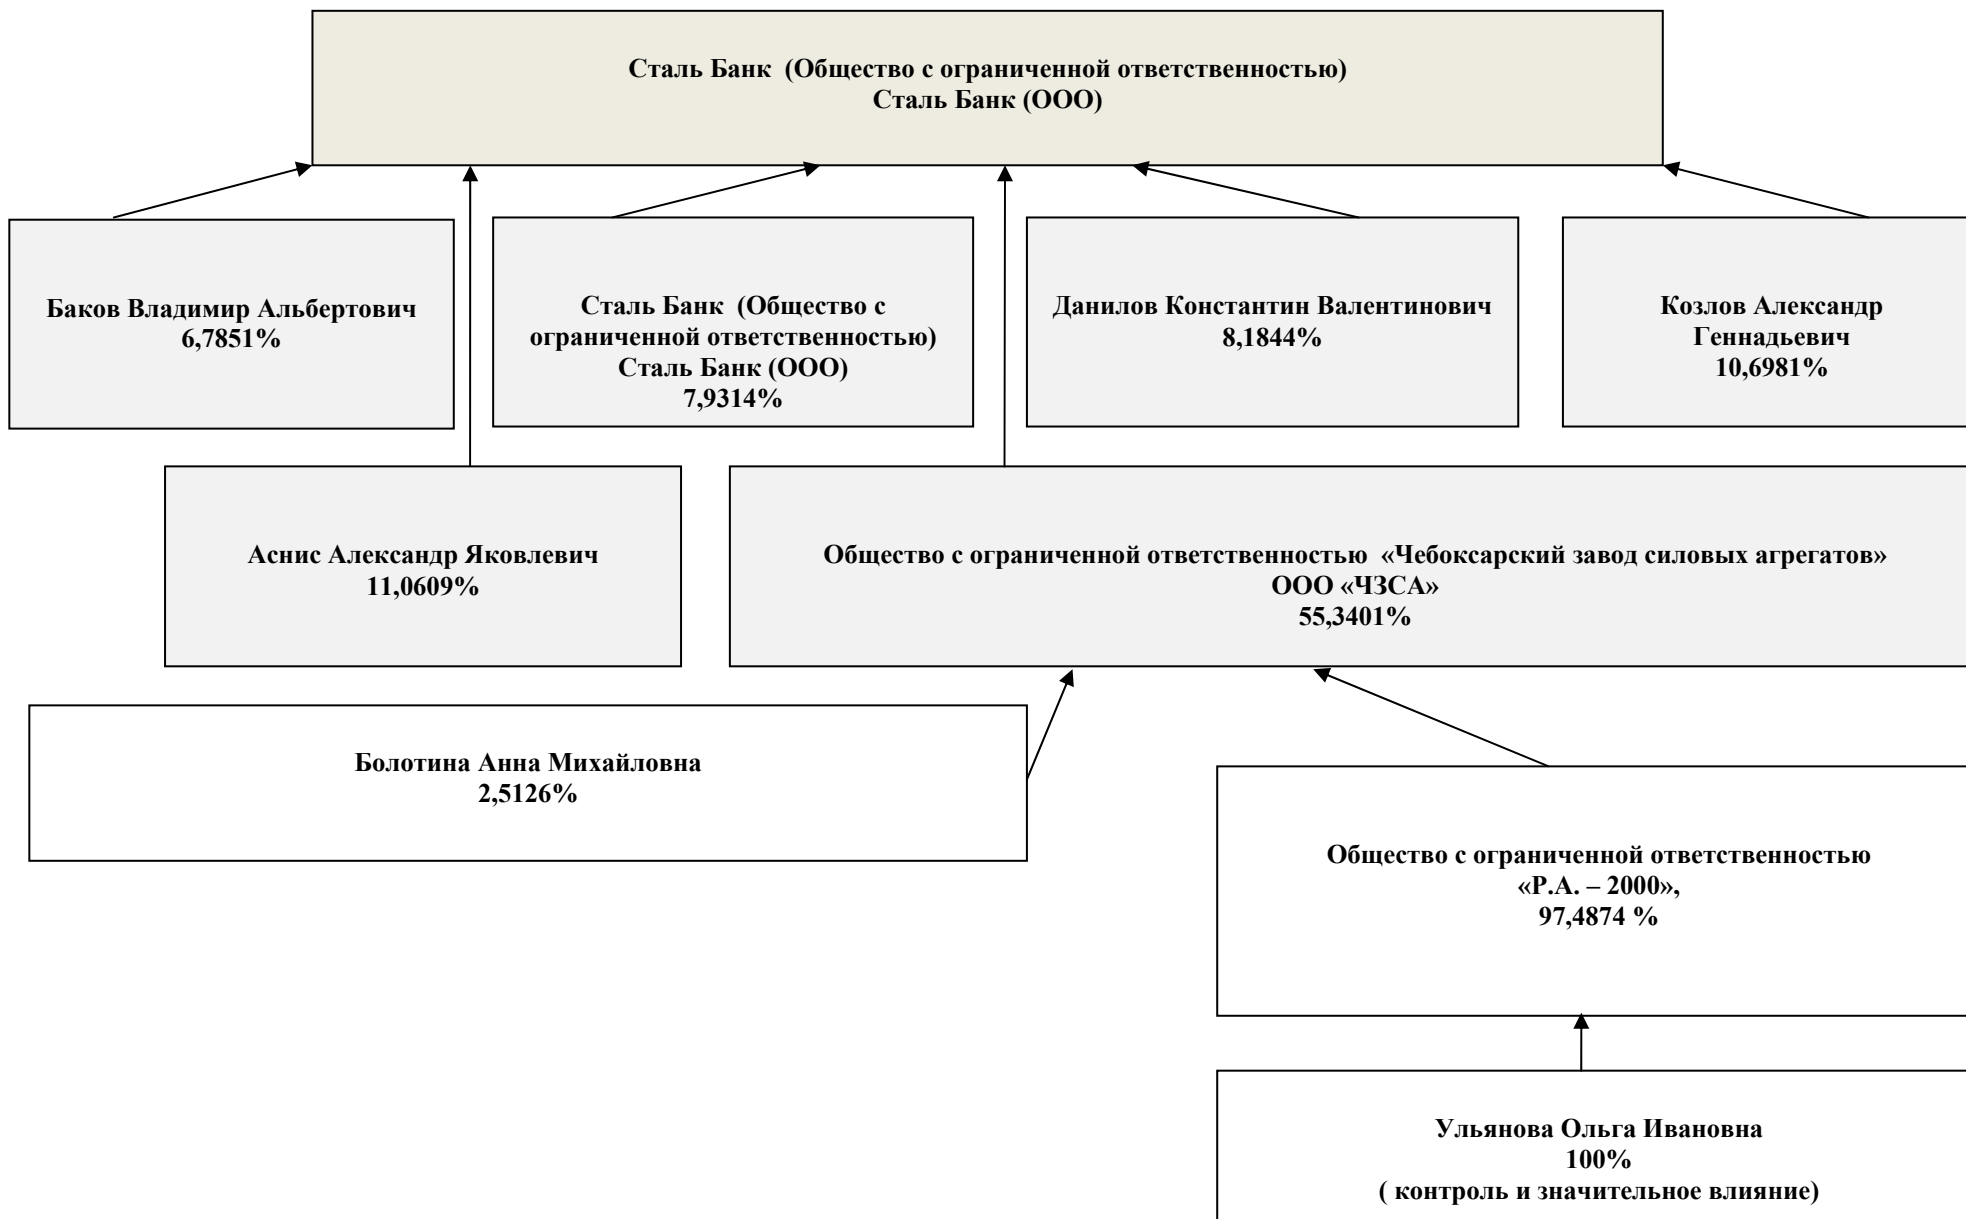 Сталь Банк (Общество с ограниченной ответственностью)
Сталь Банк (ООО)
Баков Владимир Альбертович
6,7851%
Сталь Банк (Общество с
ограниченной ответственностью)
Сталь Банк (ООО)
7,9314%
Данилов Константин Валентинович
8,1844%
Козлов Александр
Геннадьевич
10,6981%
Аснис Александр Яковлевич
11,0609%
Общество с ограниченной ответственностью «Чебоксарский завод силовых агрегатов»
ООО «ЧЗСА»
55,3401%
Болотина Анна Михайловна
2,5126%
Общество с ограниченной ответственностью
«Р.А. – 2000»,
97,4874 %
Ульянова Ольга Ивановна
100%
( контроль и значительное влияние)